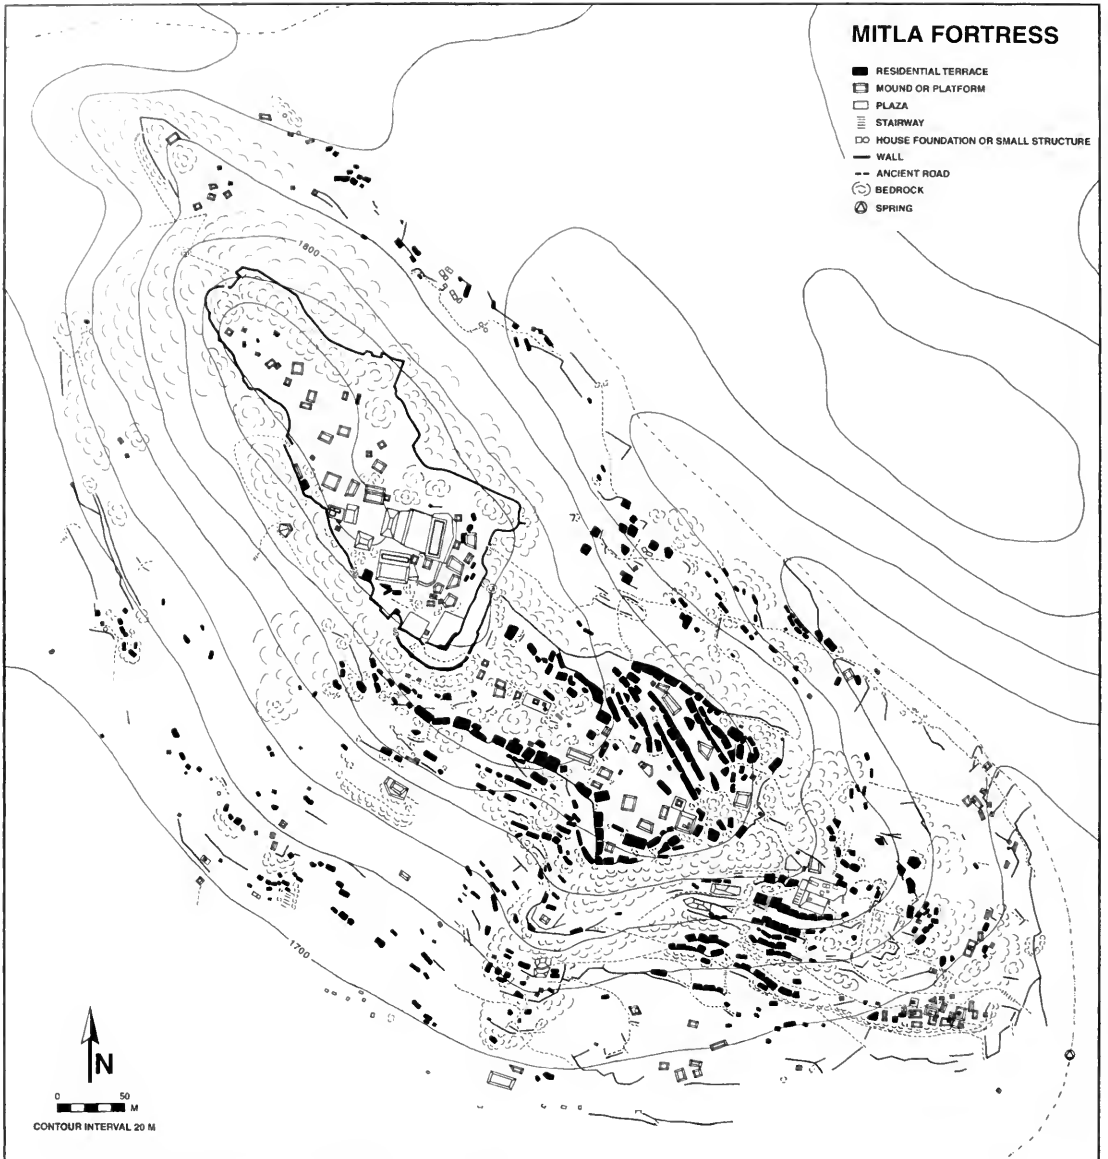 MITLA FORTRESS
RESIDENTIAL TERRACE
MOUND OR PLATFORM
PLAZA
STAIRWAY
HOUSE FOUNDATION OR SMALL STRUCTURE
WALL
ANCIENT ROAD
BEDROCK
SPRING
1800
1700
N
0 50
M
CONTOUR INTERVAL 20 M